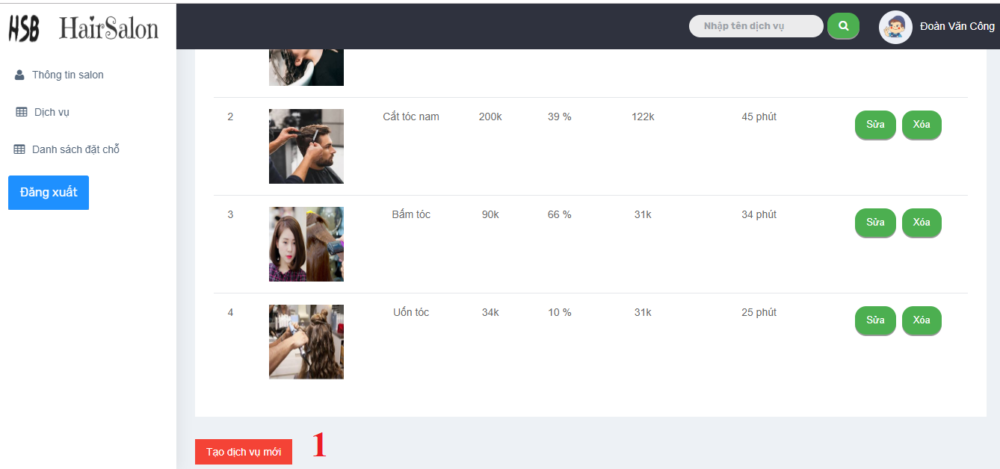 HSB HairSalon
Nhập tên dịch vụ
Đoàn Văn Công
Thông tin salon
Dịch vụ
Danh sách đặt chỗ
Đăng xuất
2 Cắt tóc nam 200k 39 % 122k 45 phút Sửa Xóa
3 Bấm tóc 90k 66 % 31k 34 phút Sửa Xóa
4 Uốn tóc 34k 10 % 31k 25 phút Sửa Xóa
Tạo dịch vụ mới 1